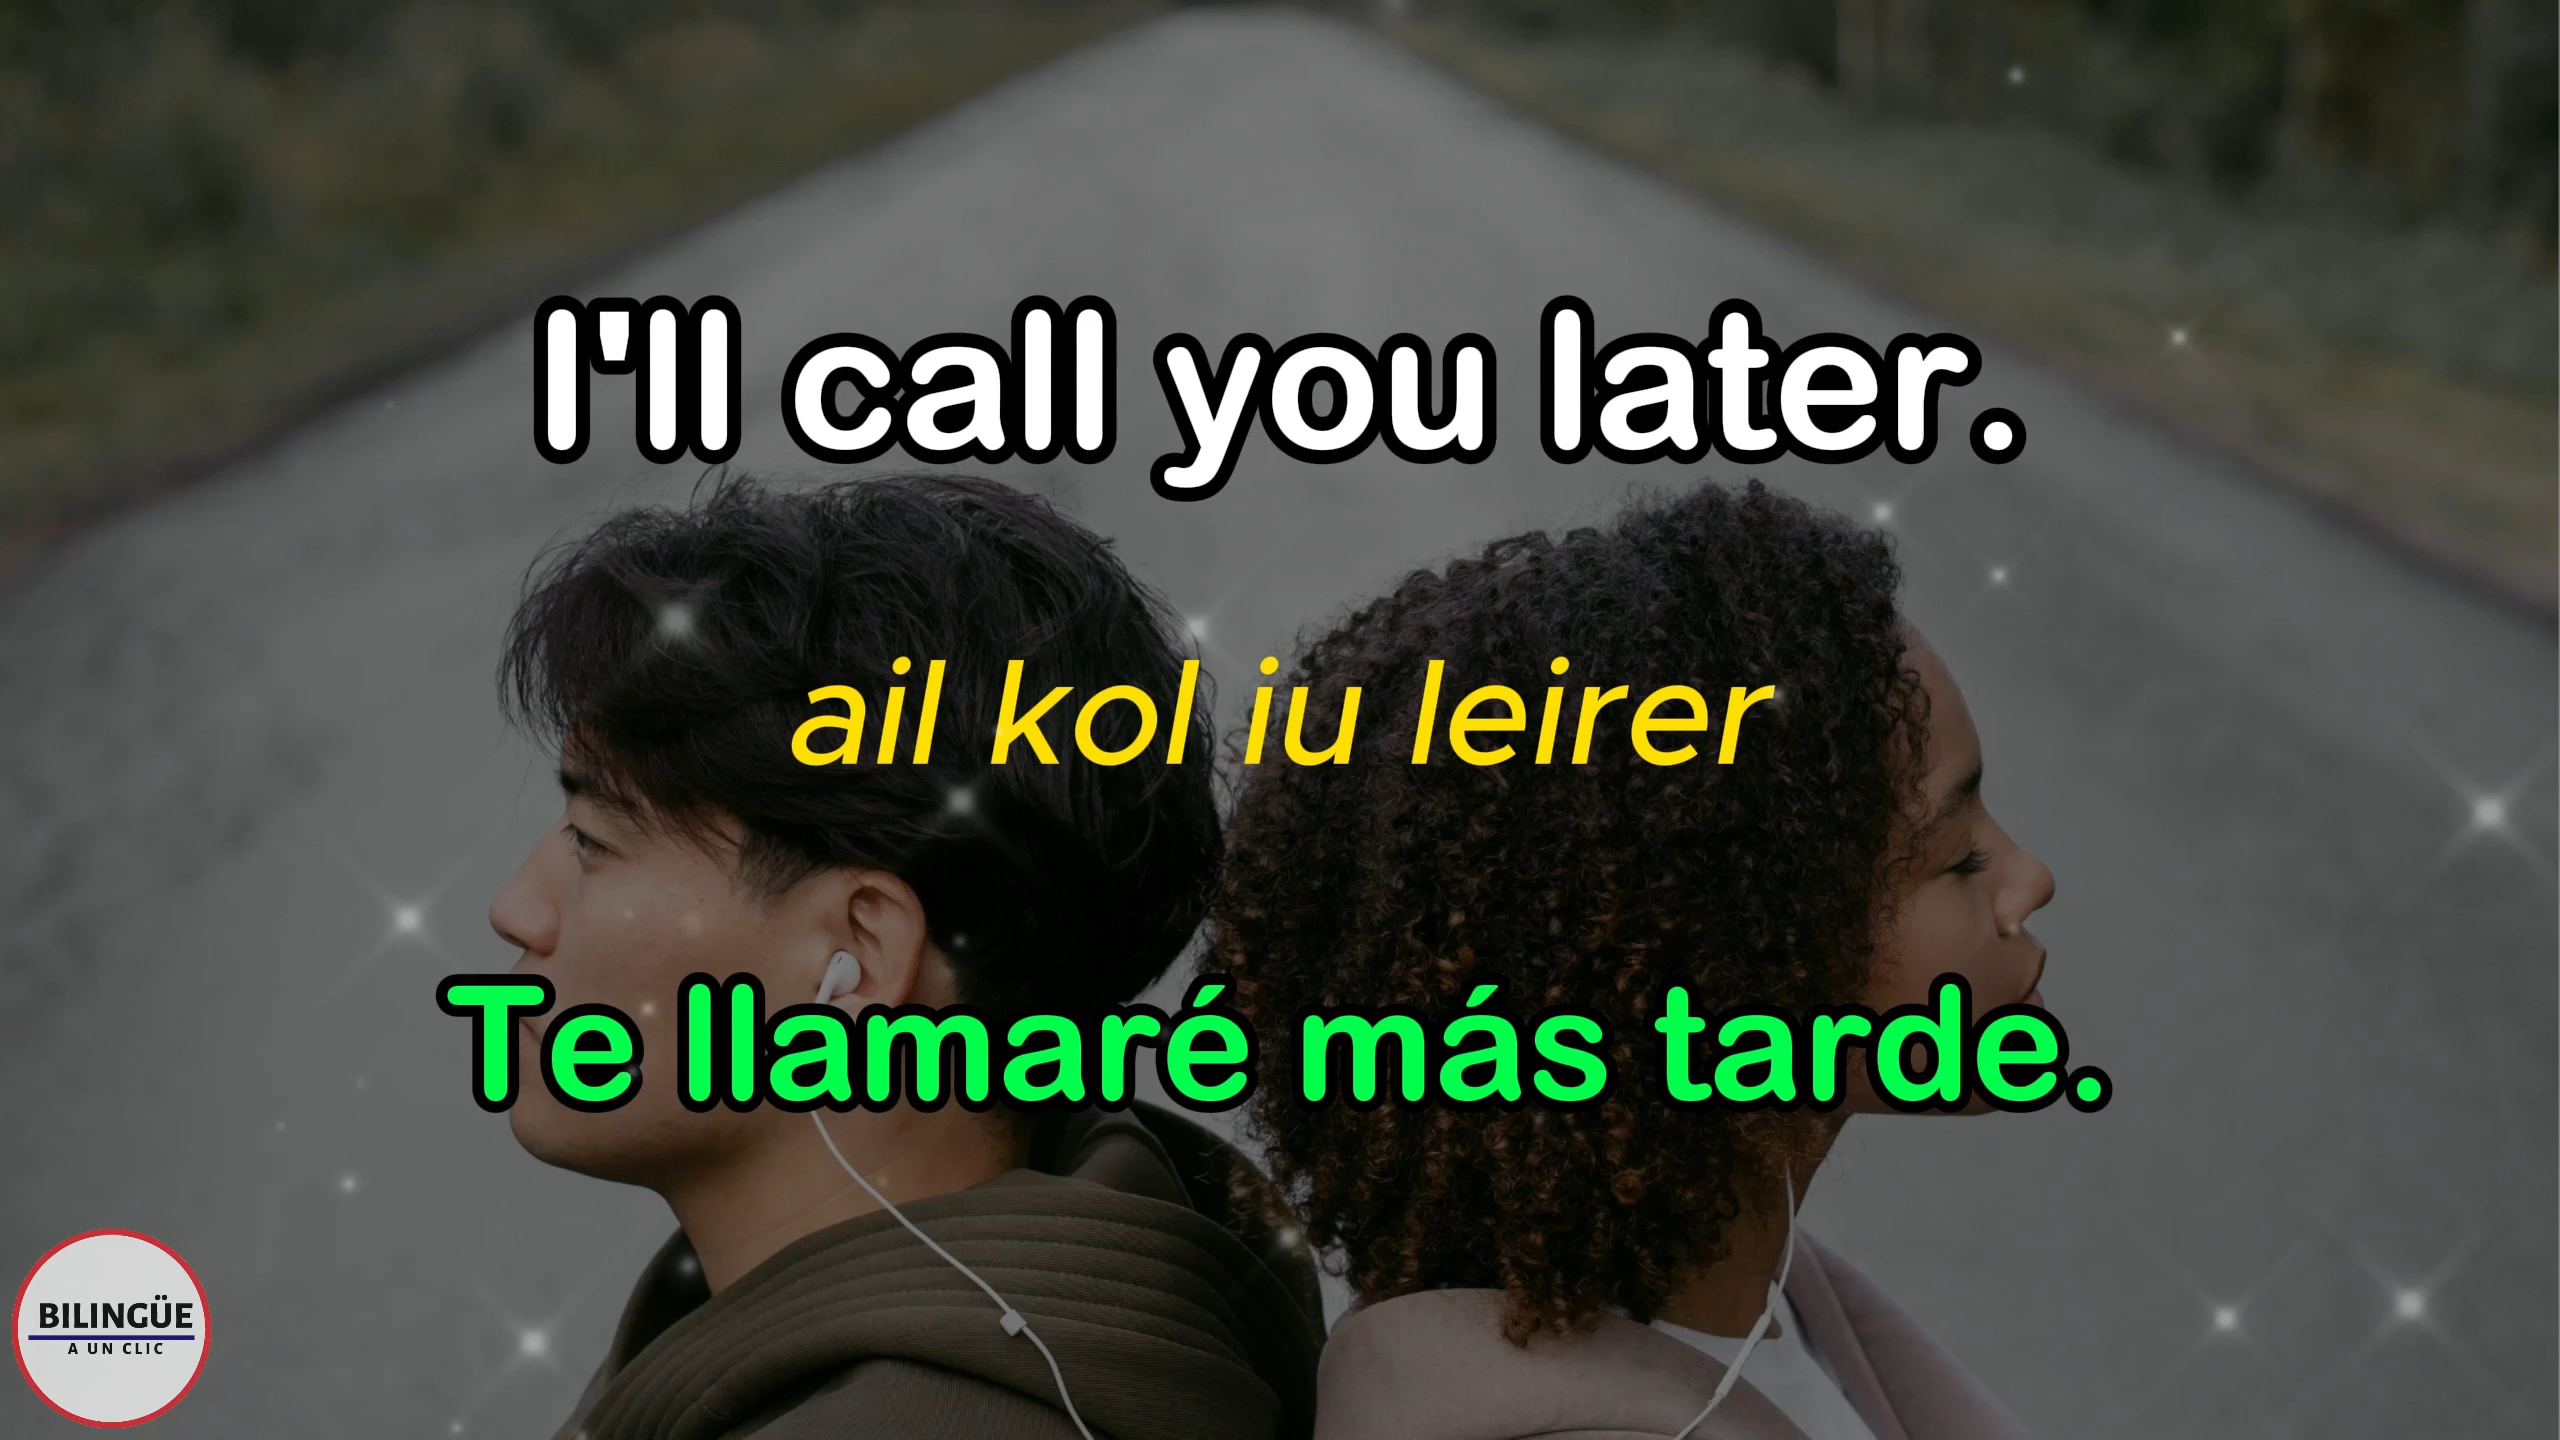 I'll call you later.
ail kol iu leirer
Te llamaré más tarde.
BILINGÜE
A UN CLIC